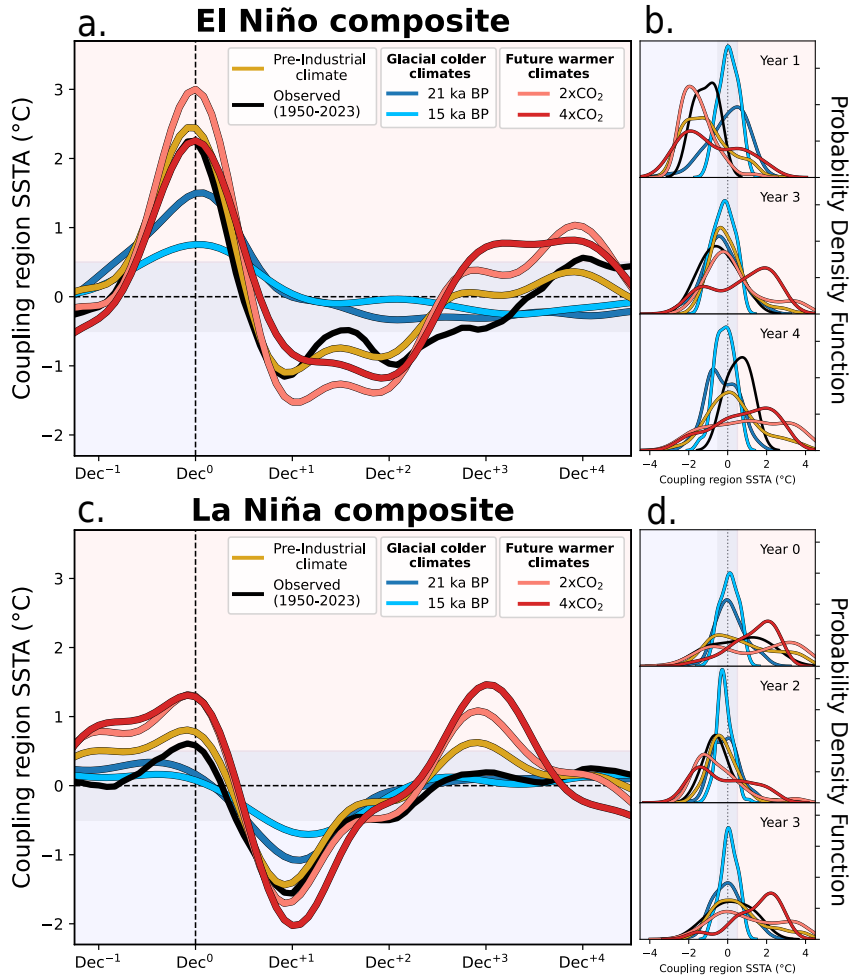 El Niño composite
a.
Coupling region SSTA (°C)
3
2
1
0
−1
−2
Pre-Industrial
climate
Observed
(1950-2023)
Glacial colder
climates
21 ka BP
15 ka BP
Future warmer
climates
2xCO₂
4xCO₂
Dec⁻¹
Dec⁰
Dec⁺¹
Dec⁺²
Dec⁺³
Dec⁺⁴
b.
Year 1
Year 3
Year 4
Probability Density Function
−4
−2
0
2
4
Coupling region SSTA (°C)
La Niña composite
c.
Coupling region SSTA (°C)
3
2
1
0
−1
−2
Pre-Industrial
climate
Observed
(1950-2023)
Glacial colder
climates
21 ka BP
15 ka BP
Future warmer
climates
2xCO₂
4xCO₂
Dec⁻¹
Dec⁰
Dec⁺¹
Dec⁺²
Dec⁺³
Dec⁺⁴
d.
Year 0
Year 2
Year 3
Probability Density Function
−4
−2
0
2
4
Coupling region SSTA (°C)